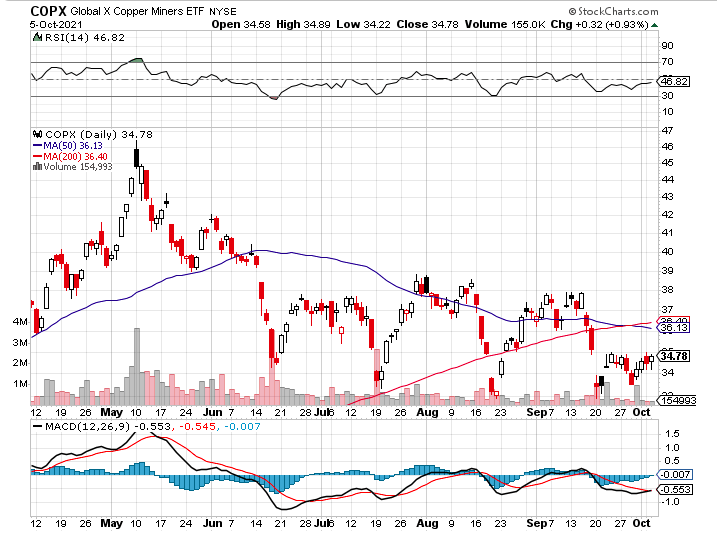 COPX Global X Copper Miners ETF NYSE © StockCharts.com
5-Oct-2021 Open 34.58 High 34.89 Low 34.22 Close 34.78 Volume 155.0K Chg +0.32 (+0.93%)
RSI(14) 46.82
90
70
50
46.82
30
10
COPX (Daily) 34.78
MA(50) 36.13
MA(200) 36.40
Volume 154,993
47
46
45
44
43
42
41
40
39
38
37
36.40
36.13
35
34.78
34
33
4M
3M
2M
1M
154993
12 19 26 May 10 17 24 Jun 7 14 21 28 Jul 12 19 26 Aug 9 16 23 Sep 13 20 27 Oct
MACD(12,26,9) -0.553, -0.545, -0.007
1.5
1.0
0.5
-0.007
-0.553
-1.0
12 19 26 May 10 17 24 Jun 7 14 21 28 Jul 12 19 26 Aug 9 16 23 Sep 13 20 27 Oct